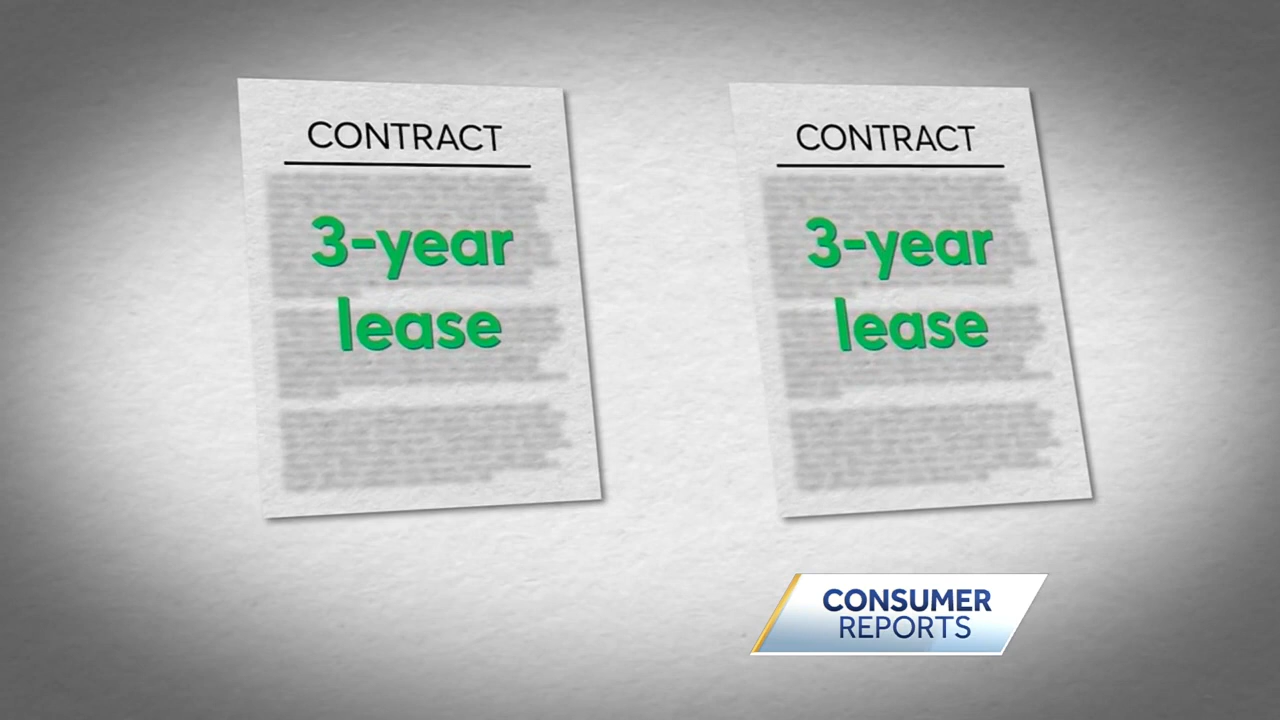 CONTRACT
3-year
lease
CONTRACT
3-year
lease
CONSUMER
REPORTS